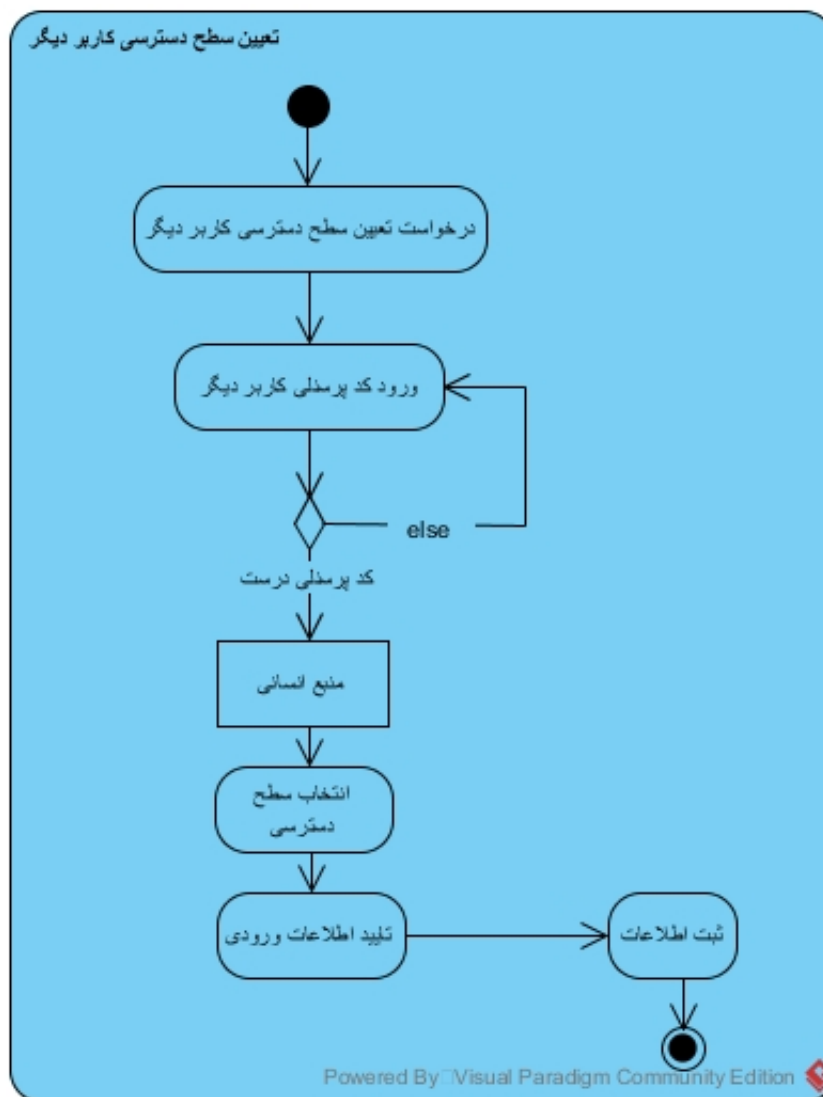 تعیین سطح دسترسی کاربر دیگر
درخواست تعیین سطح دسترسی کاربر دیگر
ورود کد پرسنلی کاربر دیگر
else
کد پرسنلی درست
منبع انسانی
انتخاب سطح
دسترسی
تایید اطلاعات ورودی
ثبت اطلاعات
Powered By Visual Paradigm Community Edition